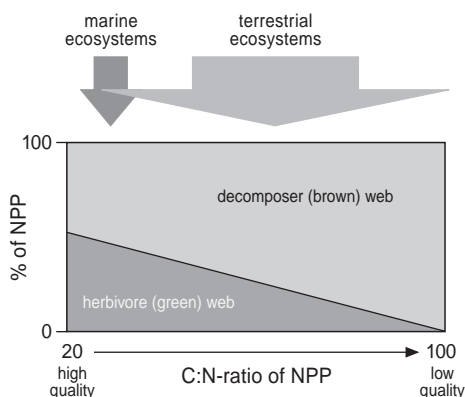 marine
ecosystems
terrestrial
ecosystems
100
% of NPP
decomposer (brown) web
herbivore (green) web
0
20
100
high
quality
C:N-ratio of NPP
low
quality